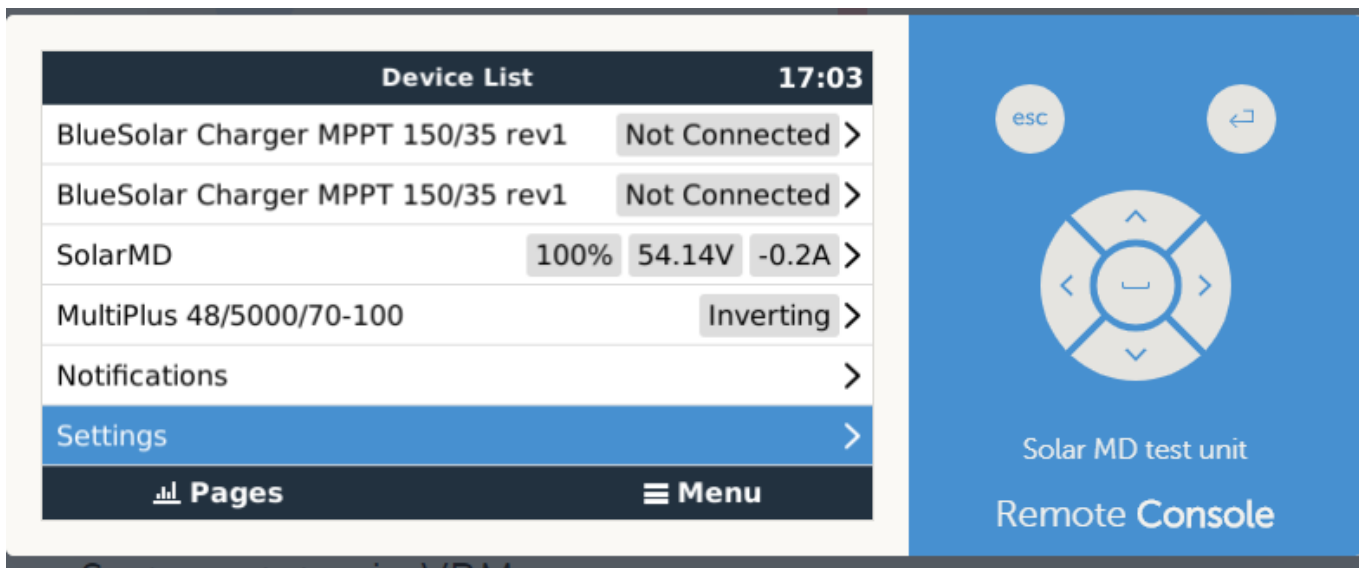 Device List 17:03
BlueSolar Charger MPPT 150/35 rev1 Not Connected
BlueSolar Charger MPPT 150/35 rev1 Not Connected
SolarMD 100% 54.14V -0.2A
MultiPlus 48/5000/70-100 Inverting
Notifications
Settings
Pages Menu
esc
Solar MD test unit
Remote Console